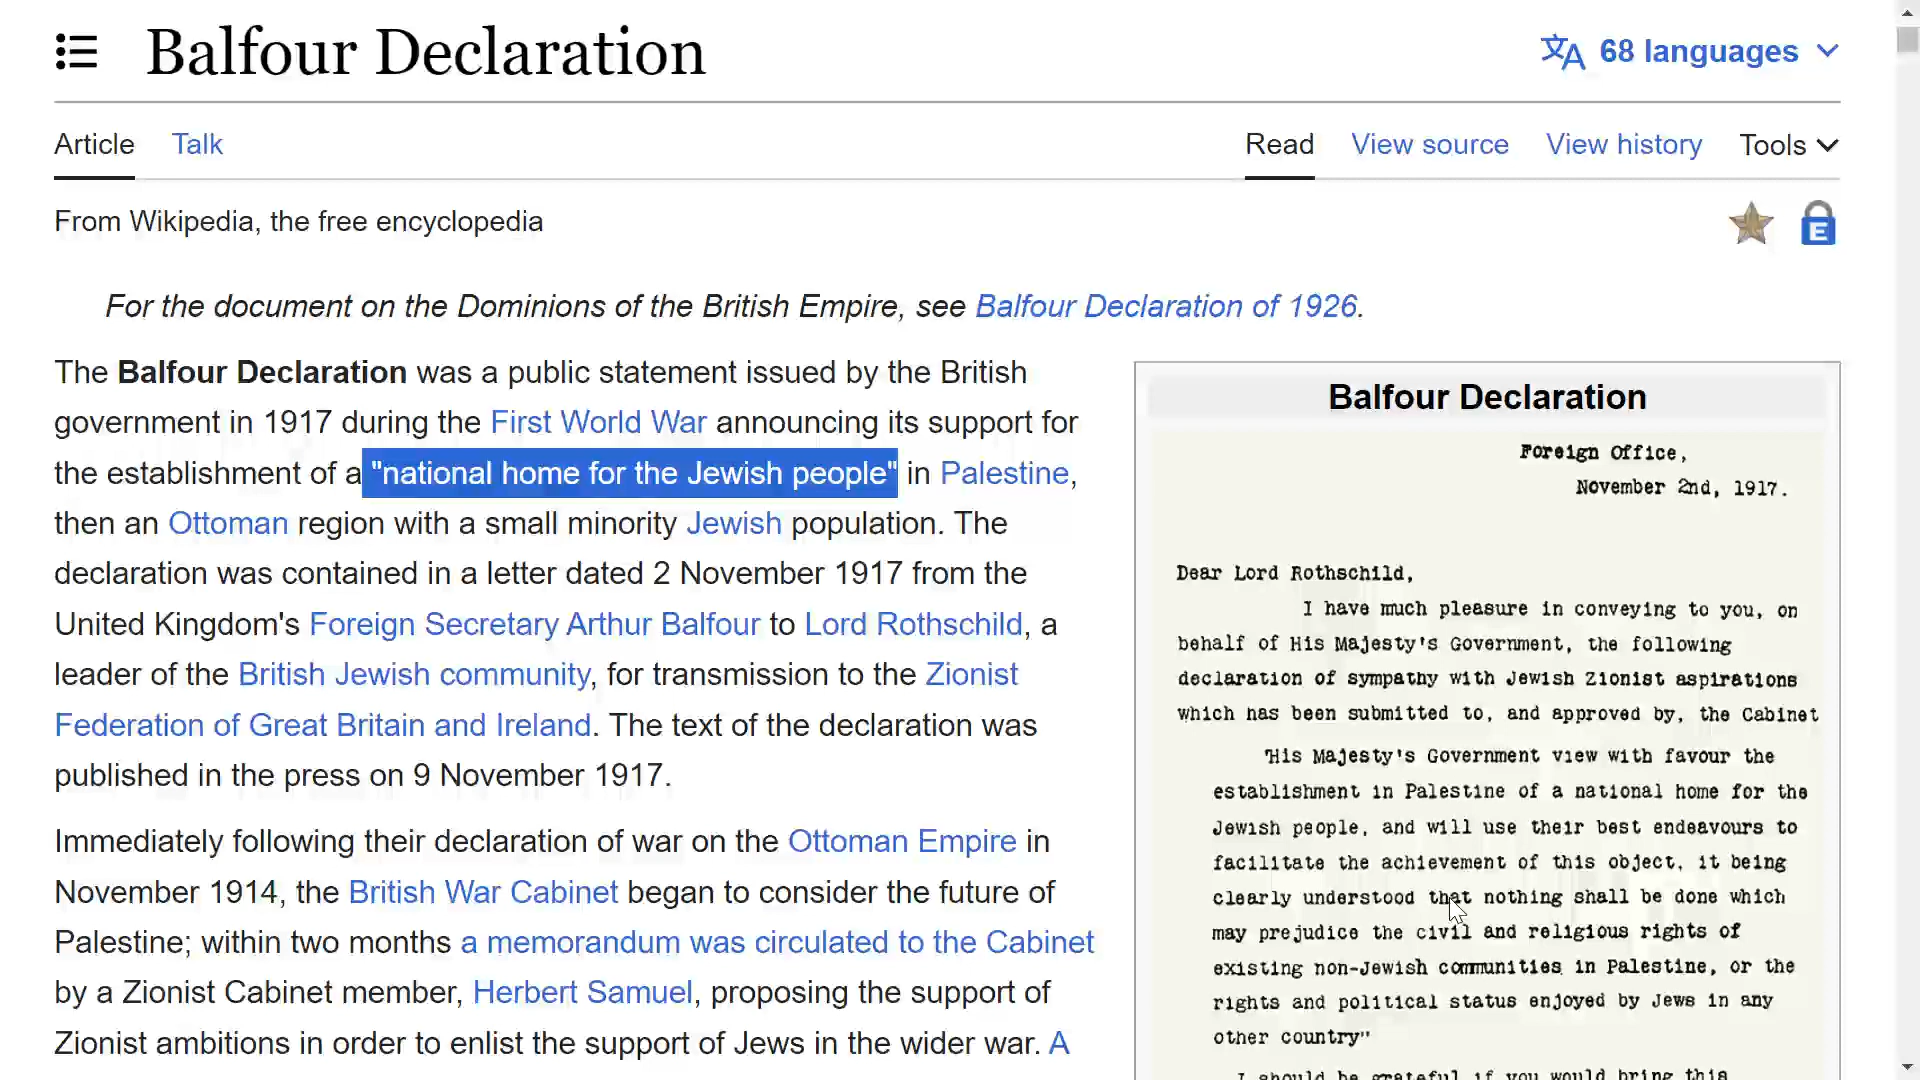 Balfour Declaration
68 languages
Article Talk
Read View source View history Tools
From Wikipedia, the free encyclopedia
E
For the document on the Dominions of the British Empire, see Balfour Declaration of 1926.
The Balfour Declaration was a public statement issued by the British
government in 1917 during the First World War announcing its support for
the establishment of a "national home for the Jewish people" in Palestine,
then an Ottoman region with a small minority Jewish population. The
declaration was contained in a letter dated 2 November 1917 from the
United Kingdom's Foreign Secretary Arthur Balfour to Lord Rothschild, a
leader of the British Jewish community, for transmission to the Zionist
Federation of Great Britain and Ireland. The text of the declaration was
published in the press on 9 November 1917.
Immediately following their declaration of war on the Ottoman Empire in
November 1914, the British War Cabinet began to consider the future of
Palestine; within two months a memorandum was circulated to the Cabinet
by a Zionist Cabinet member, Herbert Samuel, proposing the support of
Zionist ambitions in order to enlist the support of Jews in the wider war. A
Balfour Declaration
Foreign Office,
November 2nd, 1917.
Dear Lord Rothschild,
I have much pleasure in conveying to you, on
behalf of His Majesty's Government, the following
declaration of sympathy with Jewish Zionist aspirations
which has been submitted to, and approved by, the Cabinet
"His Majesty's Government view with favour the
establishment in Palestine of a national home for the
Jewish people, and will use their best endeavours to
facilitate the achievement of this object, it being
clearly understood that nothing shall be done which
may prejudice the civil and religious rights of
existing non-Jewish communities in Palestine, or the
rights and political status enjoyed by Jews in any
other country"
I should be grateful if you would bring this